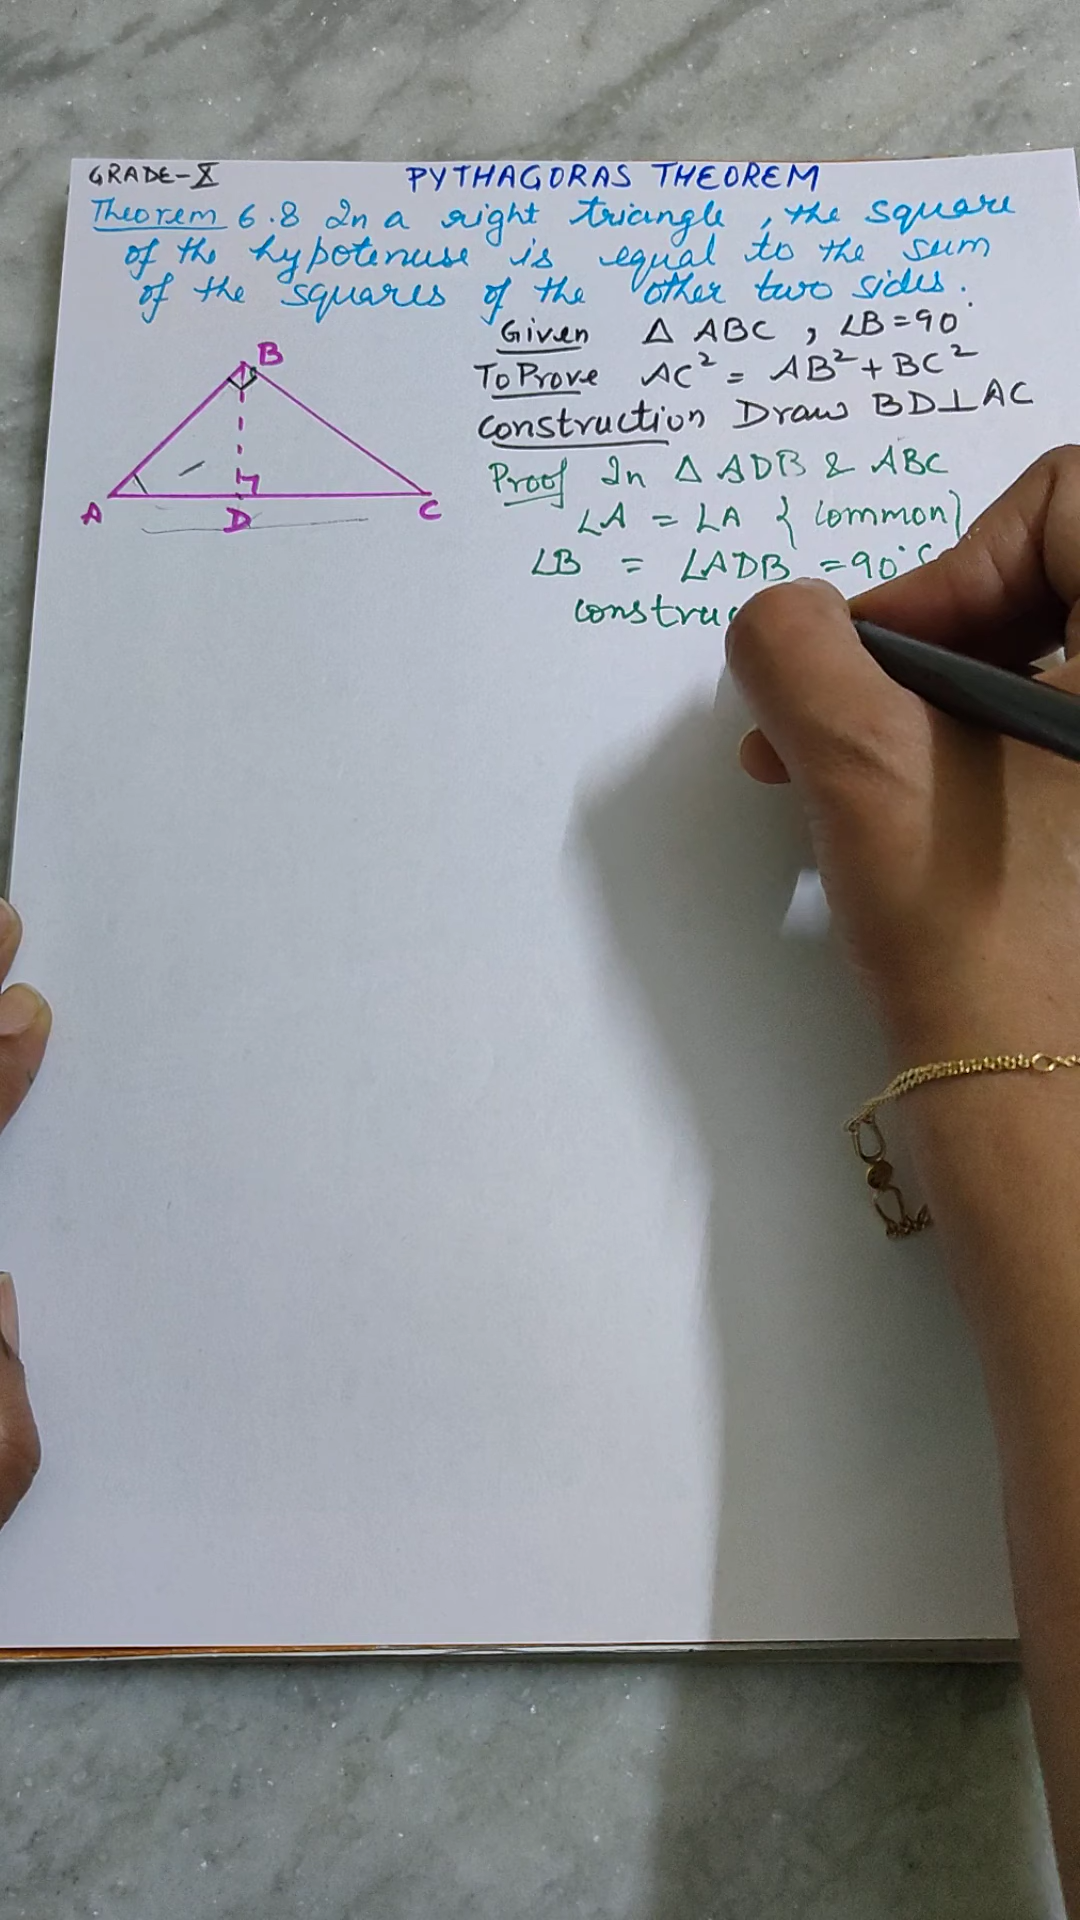 GRADE-X PYTHAGORAS THEOREM
Theorem 6.8 In a right triangle, the square
of the hypotenuse is equal to the sum
of the squares of the other two sides.
Given △ ABC, ∠B=90°
To Prove AC² = AB²+BC²
Construction Draw BD⊥AC
Proof In △ ADB & ABC
∠A = ∠A { Common}
∠B = ∠ADB =90°
B
A
D
C